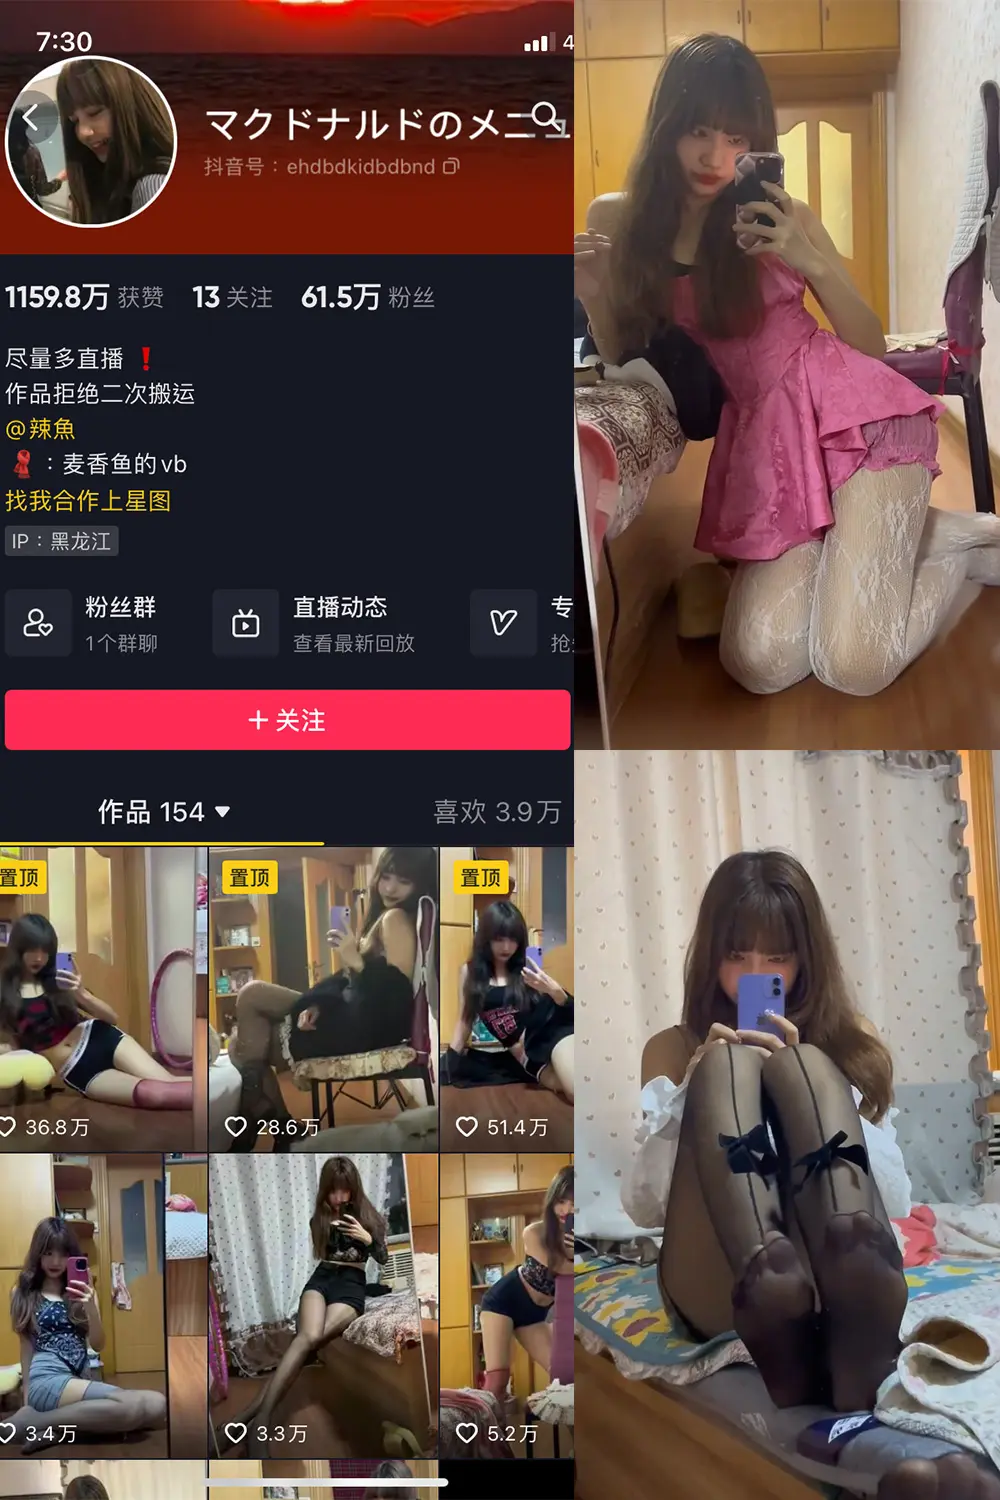 7:30
4
マクドナルドのメニュ
抖音号：ehdbdkidbdbnd
1159.8万 获赞 13 关注 61.5万 粉丝
尽量多直播❗
作品拒绝二次搬运
@辣魚
🧣：麦香鱼的vb
找我合作上星图
IP：黑龙江
粉丝群 直播动态 专
1个群聊 查看最新回放 抢
+ 关注
作品 154 喜欢 3.9万
置顶 置顶 置顶
36.8万 28.6万 51.4万
3.4万 3.3万 5.2万